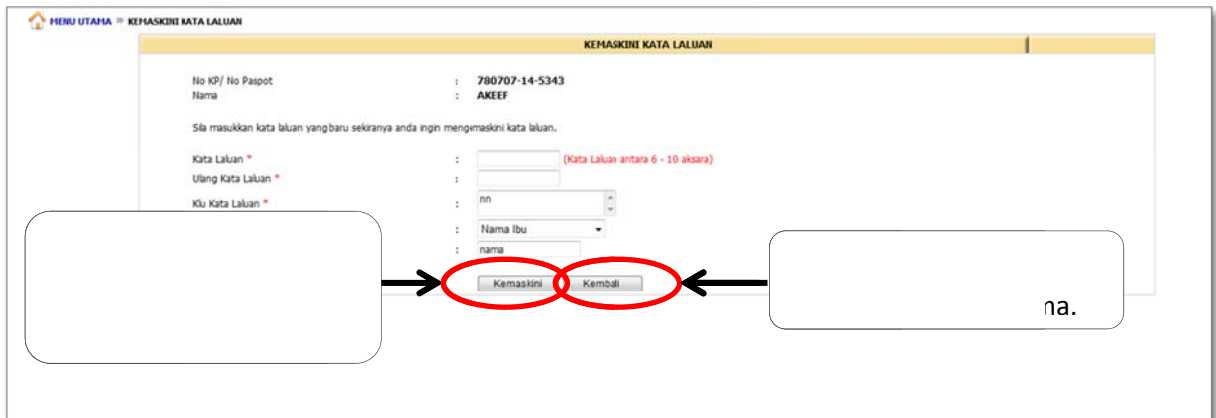 MENU UTAMA » KEMASKINI KATA LALUAN
KEMASKINI KATA LALUAN
No KP/ No Paspot : 780707-14-5343
Nama : AKEEF
Sila masukkan kata laluan yang baru sekiranya anda ingin mengemaskini kata laluan.
Kata Laluan * : (Kata Laluan antara 6 - 10 aksara)
Ulang Kata Laluan * :
Klu Kata Laluan * : nn
: Nama Ibu
: nama
Kemaskini Kembali
na.